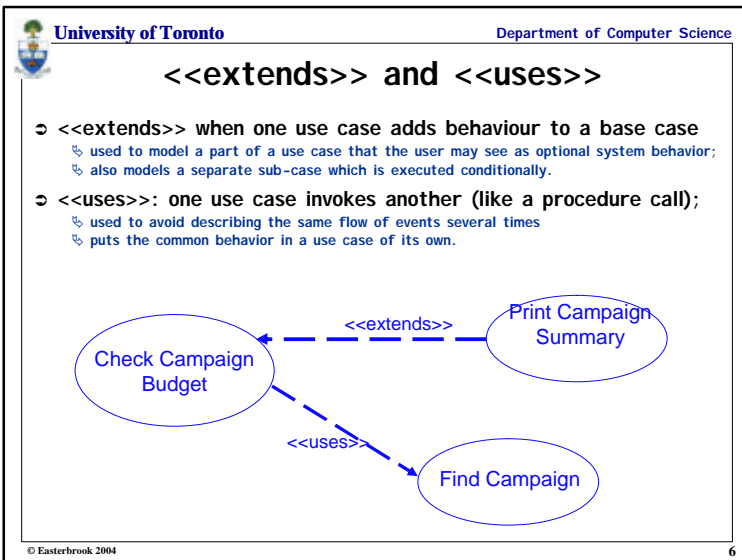 University of Toronto
Department of Computer Science
<<extends>> and <<uses>>
➲ <<extends>> when one use case adds behaviour to a base case
♥ used to model a part of a use case that the user may see as optional system behavior;
♥ also models a separate sub-case which is executed conditionally.
➲ <<uses>>: one use case invokes another (like a procedure call);
♥ used to avoid describing the same flow of events several times
♥ puts the common behavior in a use case of its own.
<<extends>>
Print Campaign
Summary
Check Campaign
Budget
<<uses>>
Find Campaign
© Easterbrook 2004
6